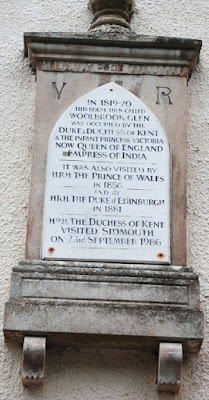 V R
IN 1819-20
THIS HOUSE THEN CALLED
WOOLBROOK GLEN
WAS OCCUPIED BY THE
DUKE & DUCHESS OF KENT
& THE INFANT PRINCESS VICTORIA
NOW QUEEN OF ENGLAND
EMPRESS OF INDIA
IT WAS ALSO VISITED BY
H.R.H. THE PRINCE OF WALES
IN 1856
AND BY
H.R.H. THE DUKE of EDINBURGH
IN 1881
H.R.H. THE DUCHESS OF KENT
VISITED SIDMOUTH
ON 23rd SEPTEMBER 1986